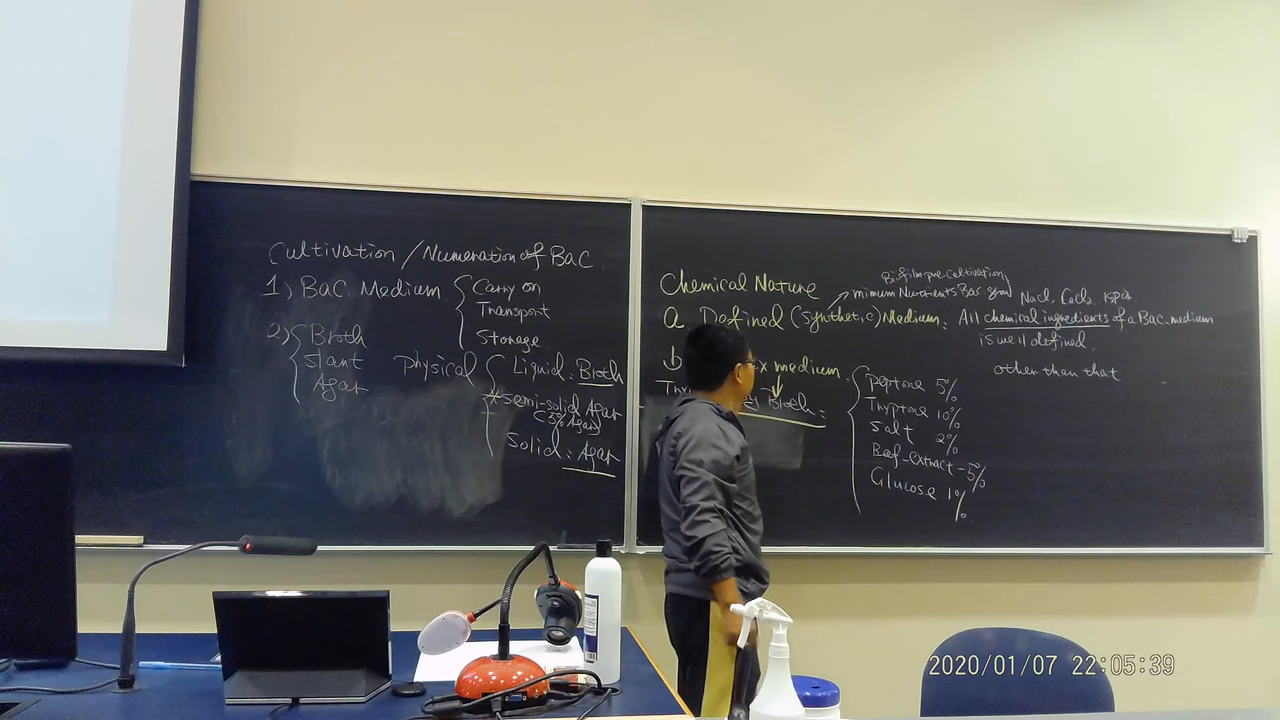 Cultivation / Numeration of Bac
1) Bac. Medium
Carry on
Transport
Storage
2) Broth
slant
Agar
Physical
Liquid: Broth
* Semi-solid Agar
Solid: Agar
Chemical Nature
minimum Nutrients Bac grow
NaCl, CaCl2
a Defined (Synthetic) Medium: All chemical ingredients of a Bac. medium
is well defined.
other than that
b
x medium
Broth:
Peptone 5%
Tryptone 10%
Salt 2%
Beef-extract - 5%
Glucose 1%
2020/01/07 22:05:39